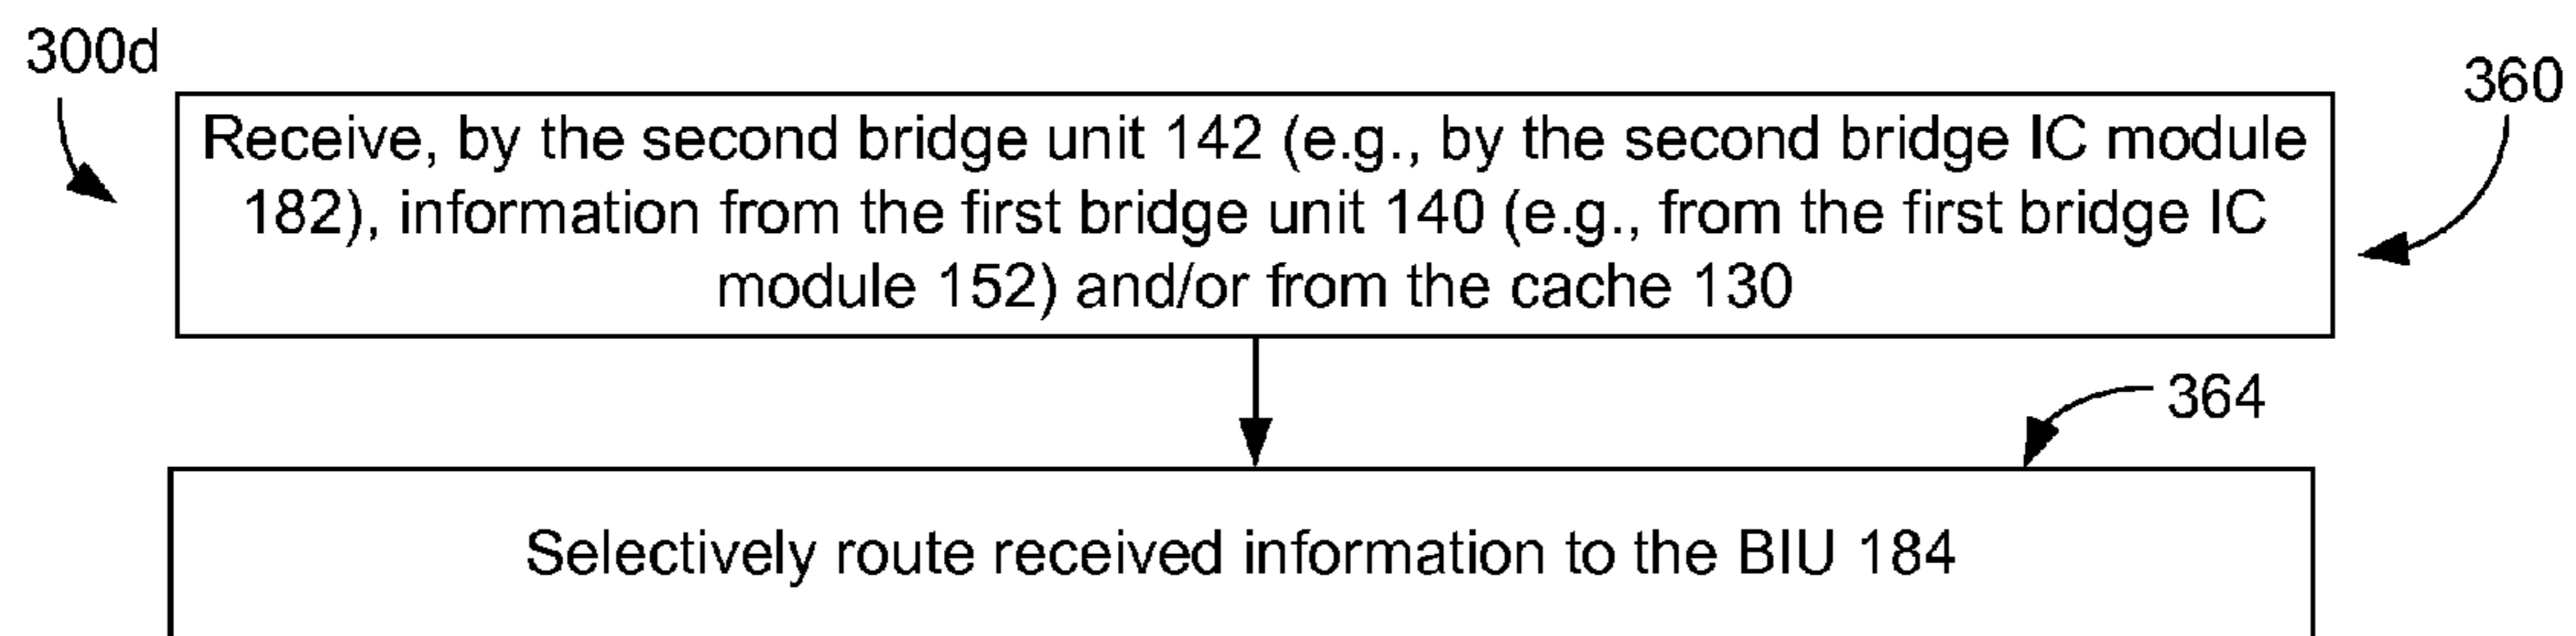 300d
360
Receive, by the second bridge unit 142 (e.g., by the second bridge IC module
182), information from the first bridge unit 140 (e.g., from the first bridge IC
module 152) and/or from the cache 130
364
Selectively route received information to the BIU 184